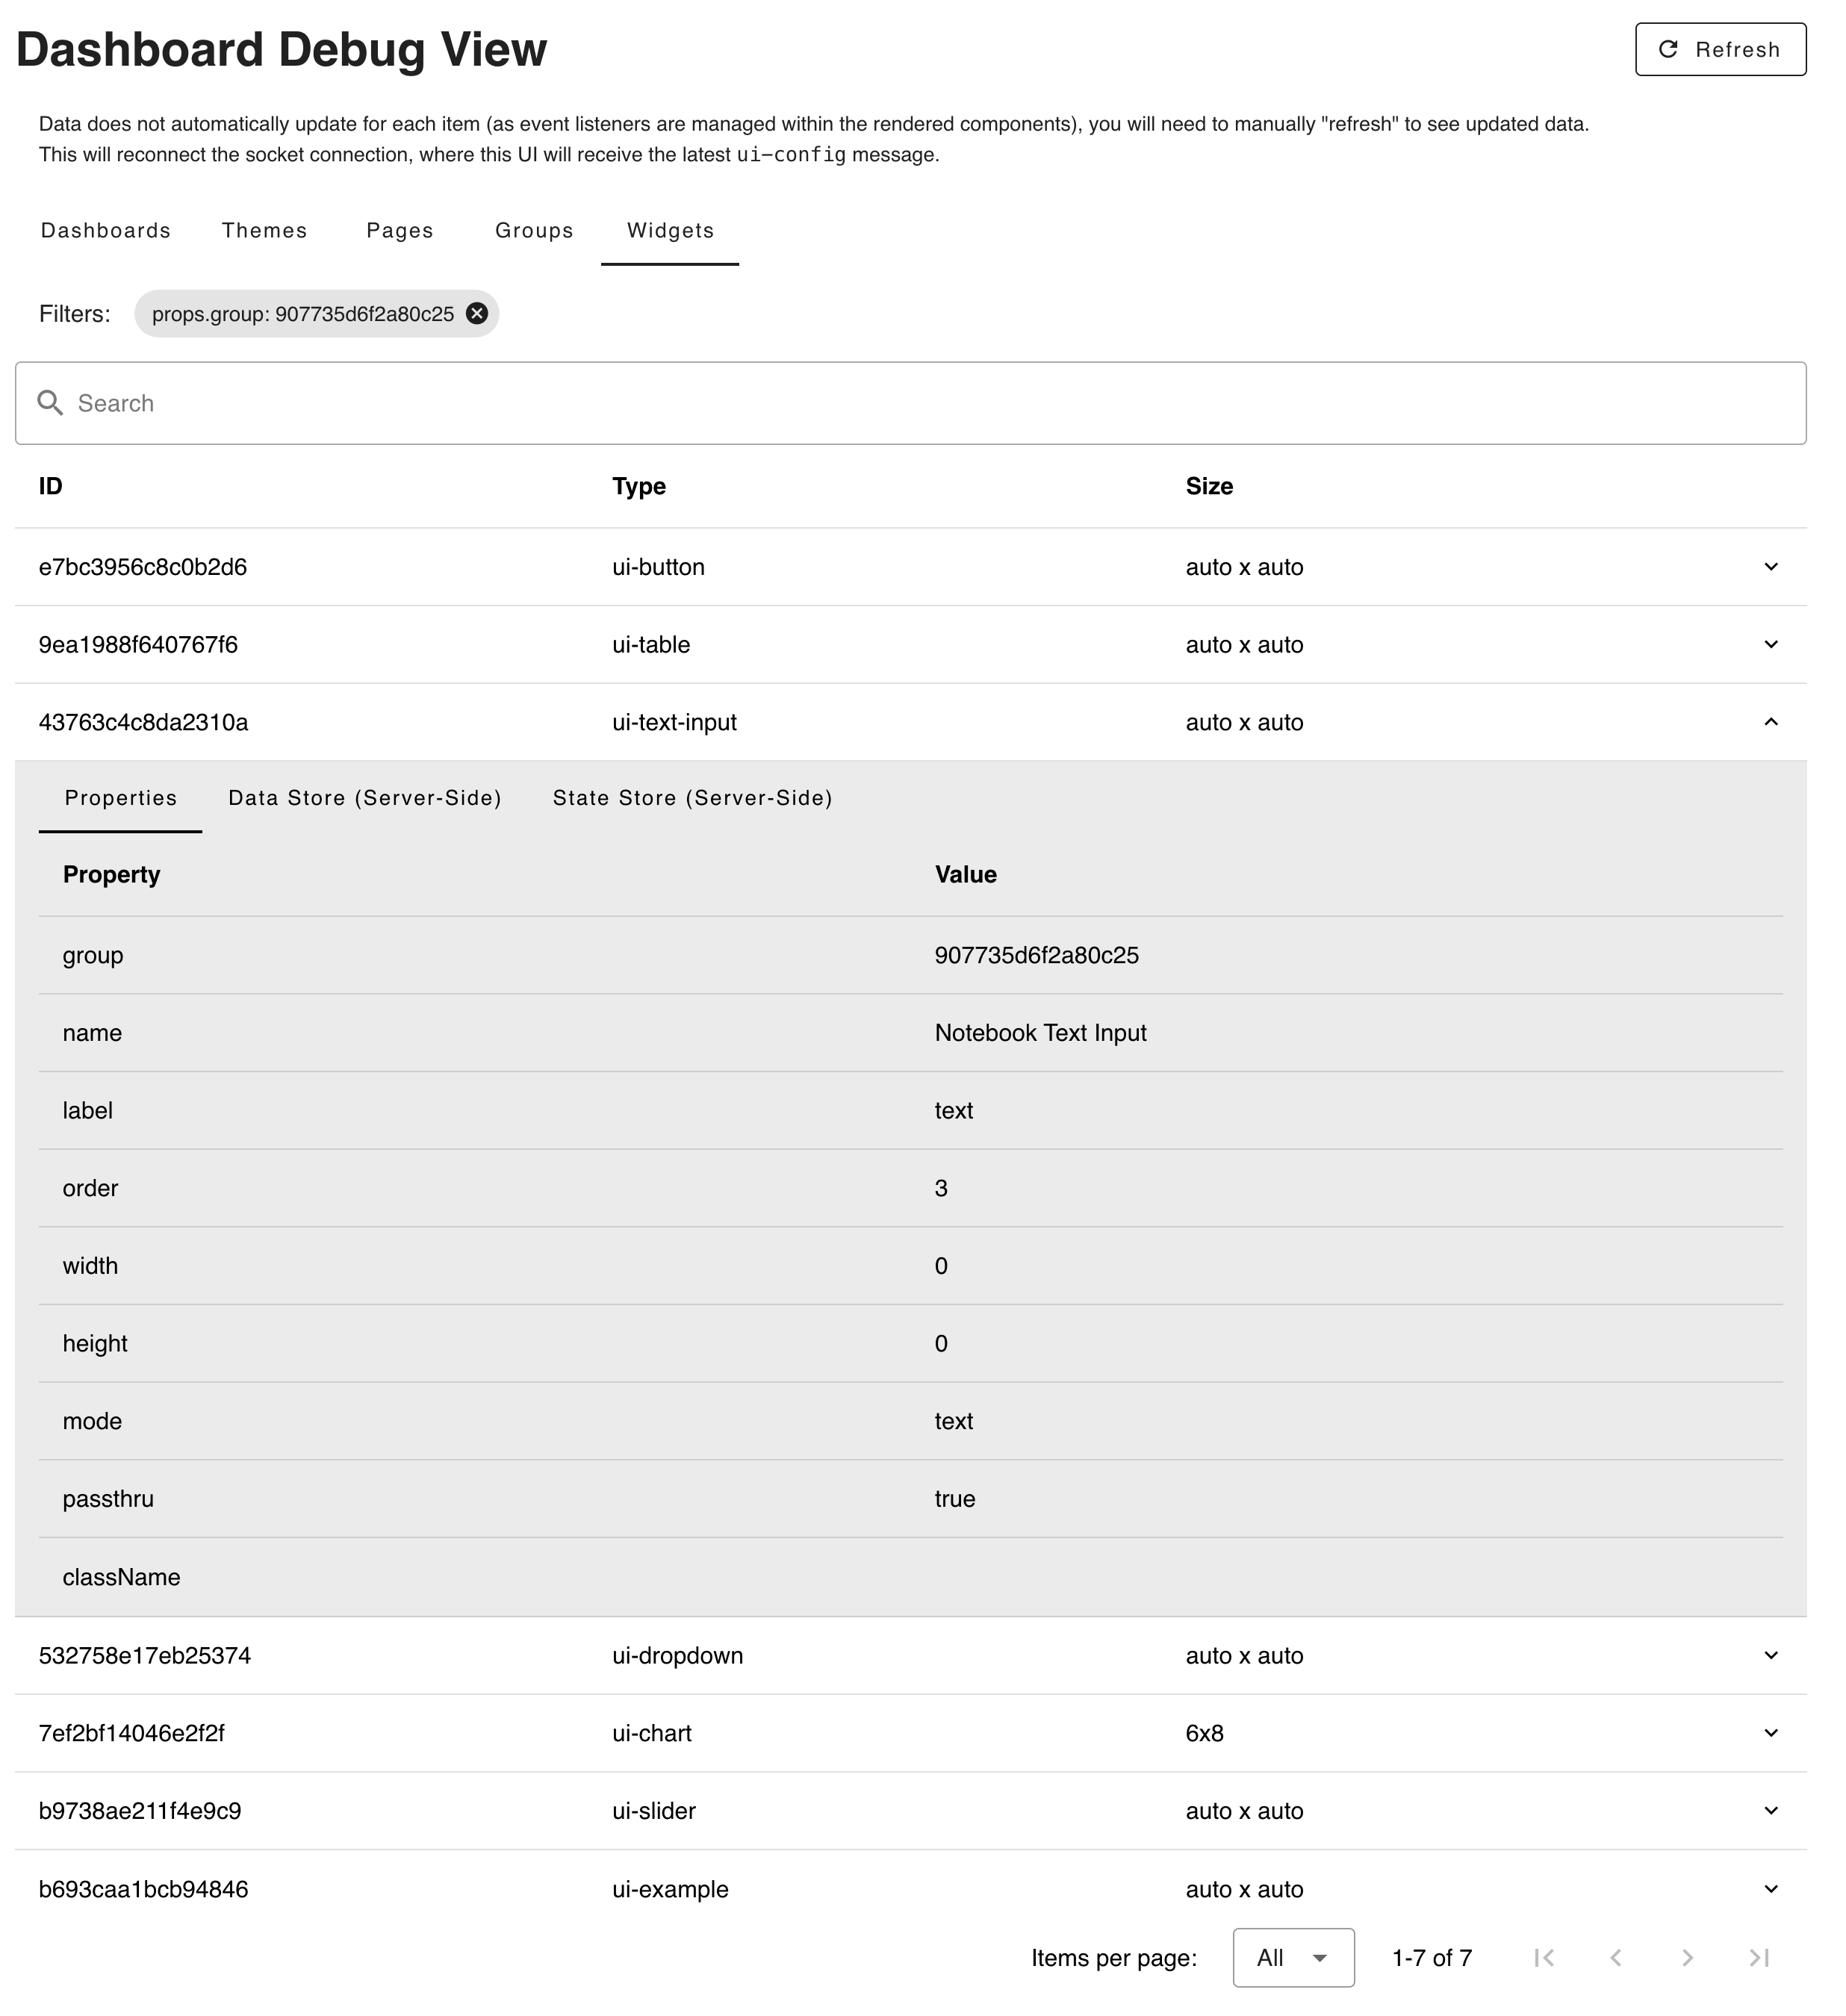 Dashboard Debug View
Refresh
Data does not automatically update for each item (as event listeners are managed within the rendered components), you will need to manually "refresh" to see updated data.
This will reconnect the socket connection, where this UI will receive the latest ui-config message.
Dashboards Themes Pages Groups Widgets
Filters: props.group: 907735d6f2a80c25
Search
ID Type Size
e7bc3956c8c0b2d6 ui-button auto x auto
9ea1988f640767f6 ui-table auto x auto
43763c4c8da2310a ui-text-input auto x auto
Properties Data Store (Server-Side) State Store (Server-Side)
Property Value
group 907735d6f2a80c25
name Notebook Text Input
label text
order 3
width 0
height 0
mode text
passthru true
className
532758e17eb25374 ui-dropdown auto x auto
7ef2bf14046e2f2f ui-chart 6x8
b9738ae211f4e9c9 ui-slider auto x auto
b693caa1bcb94846 ui-example auto x auto
Items per page: All 1-7 of 7